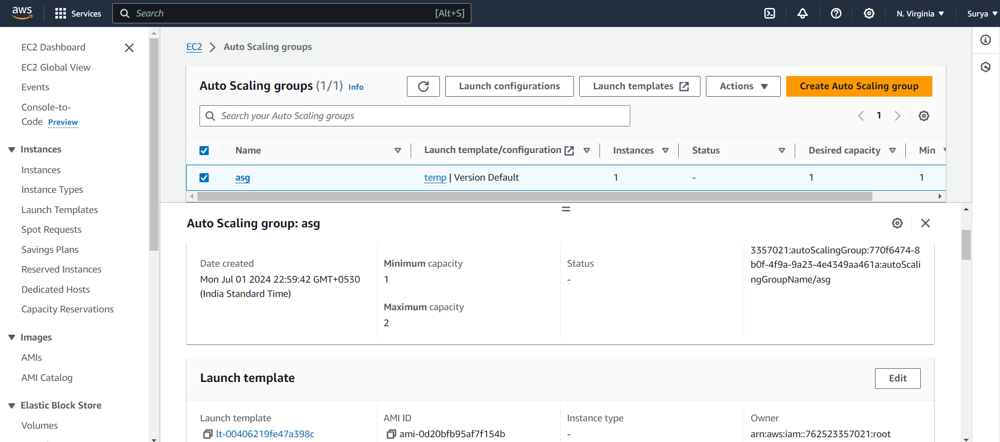 aws
Services
Search
[Alt+S]
N. Virginia
Surya
EC2 Dashboard
EC2 Global View
Events
Console-to-
Code Preview
Instances
Instances
Instance Types
Launch Templates
Spot Requests
Savings Plans
Reserved Instances
Dedicated Hosts
Capacity Reservations
Images
AMIs
AMI Catalog
Elastic Block Store
Volumes
EC2 > Auto Scaling groups
Auto Scaling groups (1/1) Info
Launch configurations
Launch templates
Actions
Create Auto Scaling group
Search your Auto Scaling groups
1
Name Launch template/configuration Instances Status Desired capacity Min
asg temp | Version Default 1 - 1 1
Auto Scaling group: asg
Date created
Mon Jul 01 2024 22:59:42 GMT+0530
(India Standard Time)
Minimum capacity
1
Maximum capacity
2
Status
-
3357021:autoScalingGroup:770f6474-8
b0f-4f9a-9a23-4e4349aa461a:autoScali
ngGroupName/asg
Launch template
Edit
Launch template
lt-00406219fe47a398c
AMI ID
ami-0d20bfb95af7f154b
Instance type
-
Owner
arn:aws:iam::762523357021:root